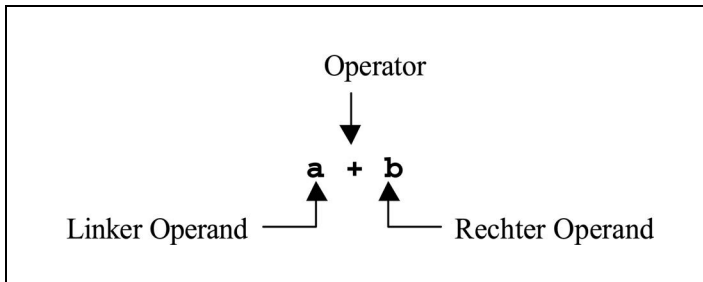 Operator
a + b
Linker Operand
Rechter Operand